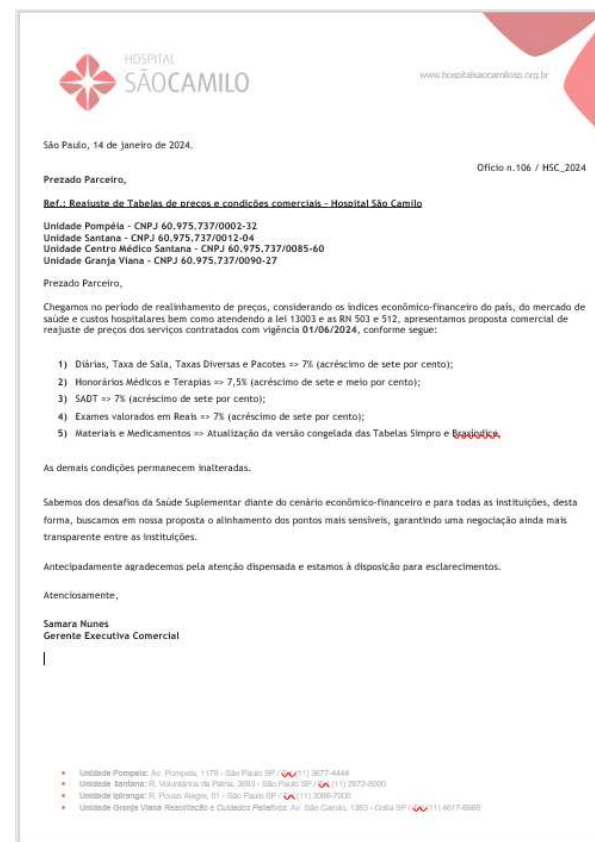 HOSPITAL
SÃOCAMILO
www.hospitalsaocamilosp.org.br
São Paulo, 14 de janeiro de 2024.
Ofício n.106 / HSC_2024
Prezado Parceiro,
Ref.: Reajuste de Tabelas de preços e condições comerciais – Hospital São Camilo
Unidade Pompéia - CNPJ 60.975.737/0002-32
Unidade Santana - CNPJ 60.975.737/0012-04
Unidade Centro Médico Santana - CNPJ 60.975.737/0085-60
Unidade Granja Viana - CNPJ 60.975.737/0090-27
Prezado Parceiro,
Chegamos no período de realinhamento de preços, considerando os índices econômico-financeiro do país, do mercado de
saúde e custos hospitalares bem como atendendo a lei 13003 e as RN 503 e 512, apresentamos proposta comercial de
reajuste de preços dos serviços contratados com vigência 01/06/2024, conforme segue:
1) Diárias, Taxa de Sala, Taxas Diversas e Pacotes => 7% (acréscimo de sete por cento);
2) Honorários Médicos e Terapias => 7,5% (acréscimo de sete e meio por cento);
3) SADT => 7% (acréscimo de sete por cento);
4) Exames valorados em Reais => 7% (acréscimo de sete por cento);
5) Materiais e Medicamentos => Atualização da versão congelada das Tabelas Simpro e Brasíndice.
As demais condições permanecem inalteradas.
Sabemos dos desafios da Saúde Suplementar diante do cenário econômico-financeiro e para todas as instituições, desta
forma, buscamos em nossa proposta o alinhamento dos pontos mais sensíveis, garantindo uma negociação ainda mais
transparente entre as Instituições.
Antecipadamente agradecemos pela atenção dispensada e estamos à disposição para esclarecimentos.
Atenciosamente,
Samara Nunes
Gerente Executiva Comercial
Unidade Pompeia: Av. Pompeia, 1178 - São Paulo SP / Tel (11) 3677-4444
Unidade Santana: R. Voluntários da Pátria, 3693 - São Paulo SP /
Unidade Ipiranga: R. Pouso Alegre, 01 - São Paulo SP /
Unidade Granja Viana Reabilitação e Cuidados Paliativos: Av. São Camilo, 1363 - Cotia SP /